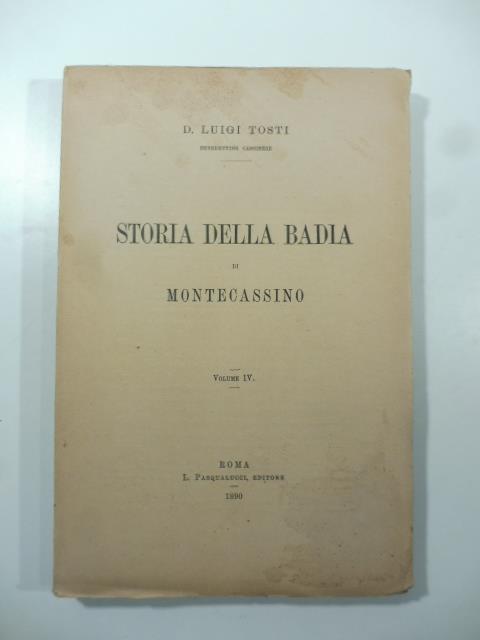 D. LUIGI TOSTI
BENEDETTINO CASSINESE
STORIA DELLA BADIA
DI
MONTECASSINO
VOLUME IV.
ROMA
L. PASQUALUCCI, EDITORE
1890